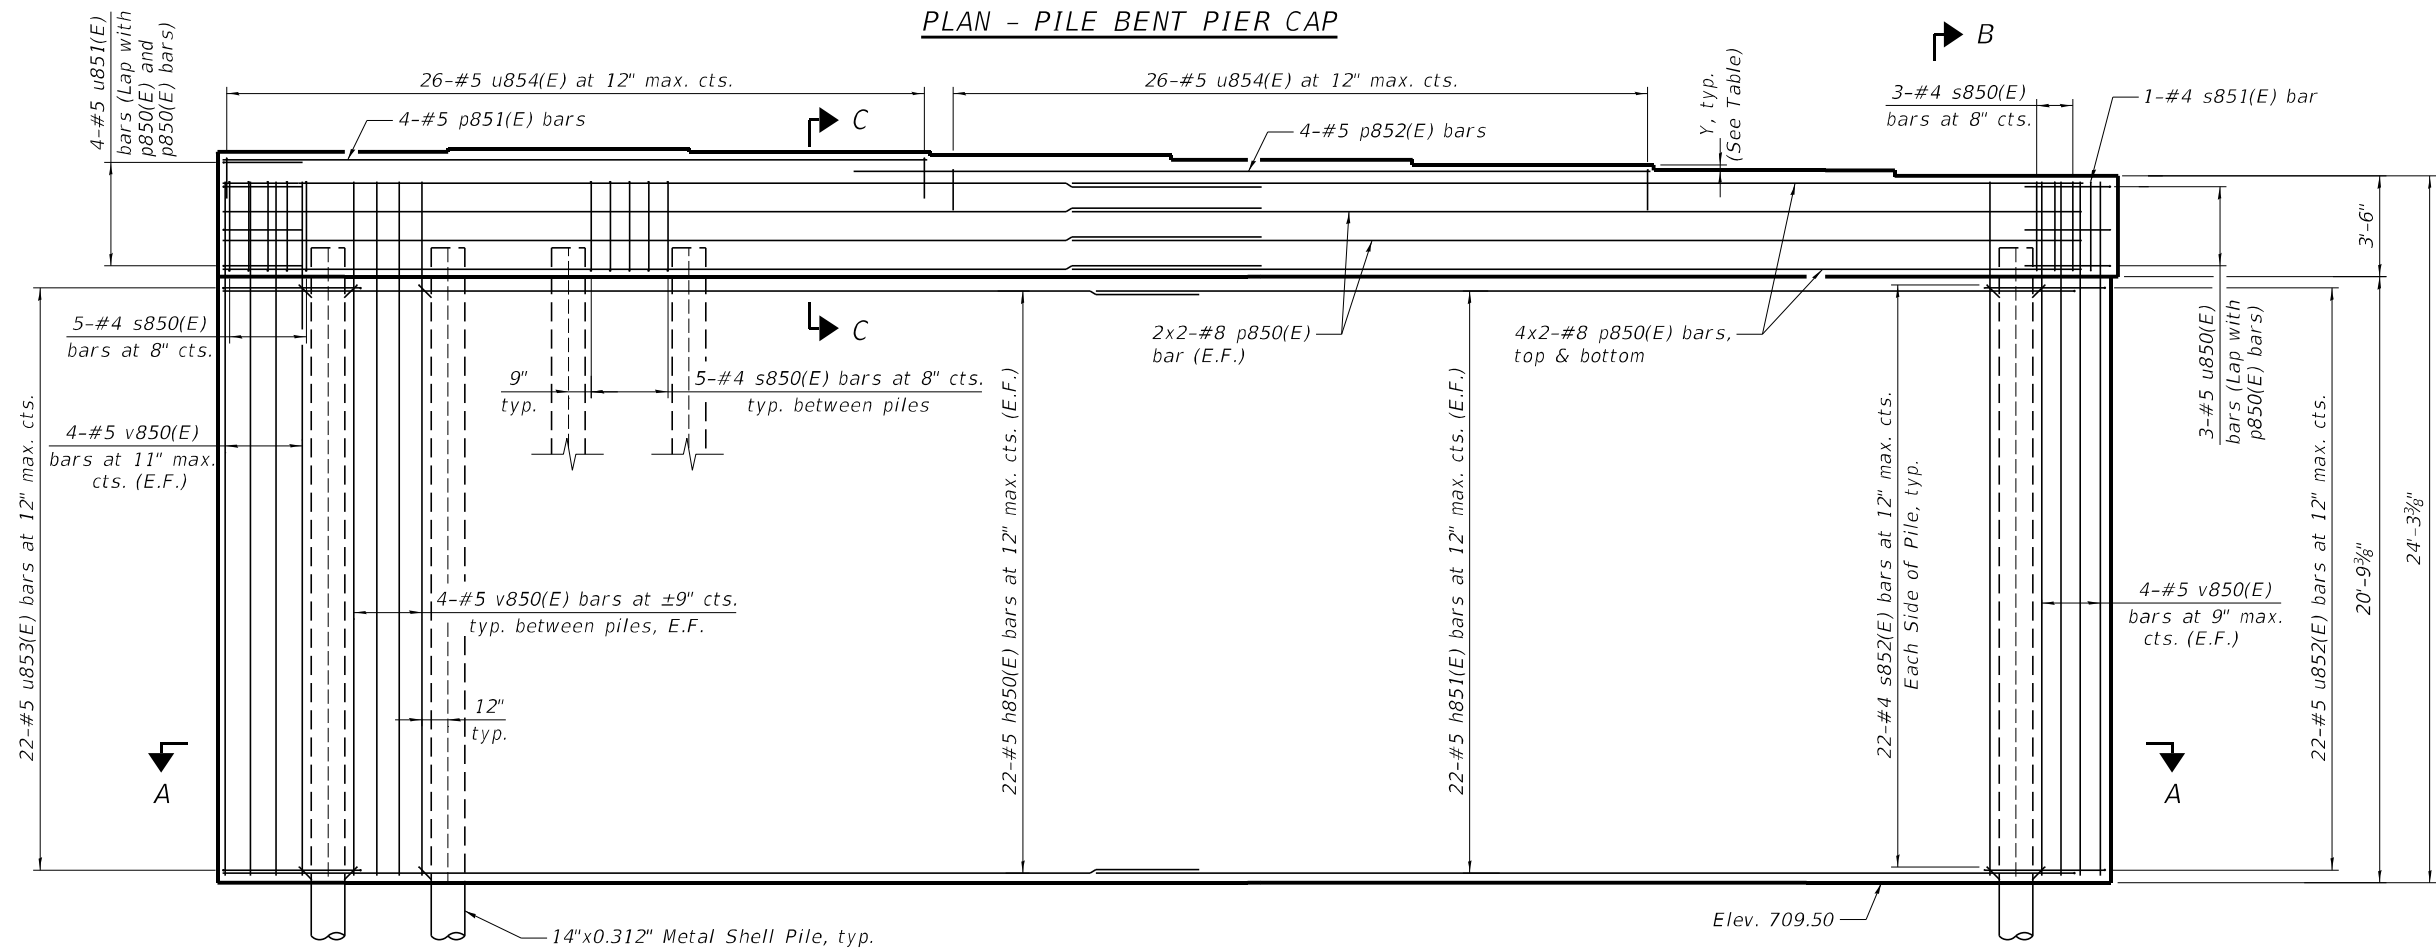 PLAN - PILE BENT PIER CAP
4-#5 u851(E)
bars (Lap with
p850(E) and
p850(E) bars)
26-#5 u854(E) at 12" max. cts.
26-#5 u854(E) at 12" max. cts.
4-#5 p851(E) bars
C
4-#5 p852(E) bars
Y, typ.
(See Table)
B
3-#4 s850(E)
bars at 8" cts.
1-#4 s851(E) bar
3'-6"
5-#4 s850(E)
bars at 8" cts.
C
2x2-#8 p850(E)
bar (E.F.)
4x2-#8 p850(E) bars,
top & bottom
3-#5 u850(E)
bars (Lap with
p850(E) bars)
9"
typ.
5-#4 s850(E) bars at 8" cts.
typ. between piles
4-#5 v850(E)
bars at 11" max.
cts. (E.F.)
22-#5 u853(E) bars at 12" max. cts.
22-#5 h850(E) bars at 12" max. cts. (E.F.)
22-#5 h851(E) bars at 12" max. cts. (E.F.)
22-#4 s852(E) bars at 12" max. cts.
Each Side of Pile, typ.
22-#5 u852(E) bars at 12" max. cts.
20'-9⅜"
24'-3⅜"
4-#5 v850(E) bars at ±9" cts.
typ. between piles, E.F.
4-#5 v850(E)
bars at 9" max.
cts. (E.F.)
12"
typ.
A
A
Elev. 709.50
14"x0.312" Metal Shell Pile, typ.